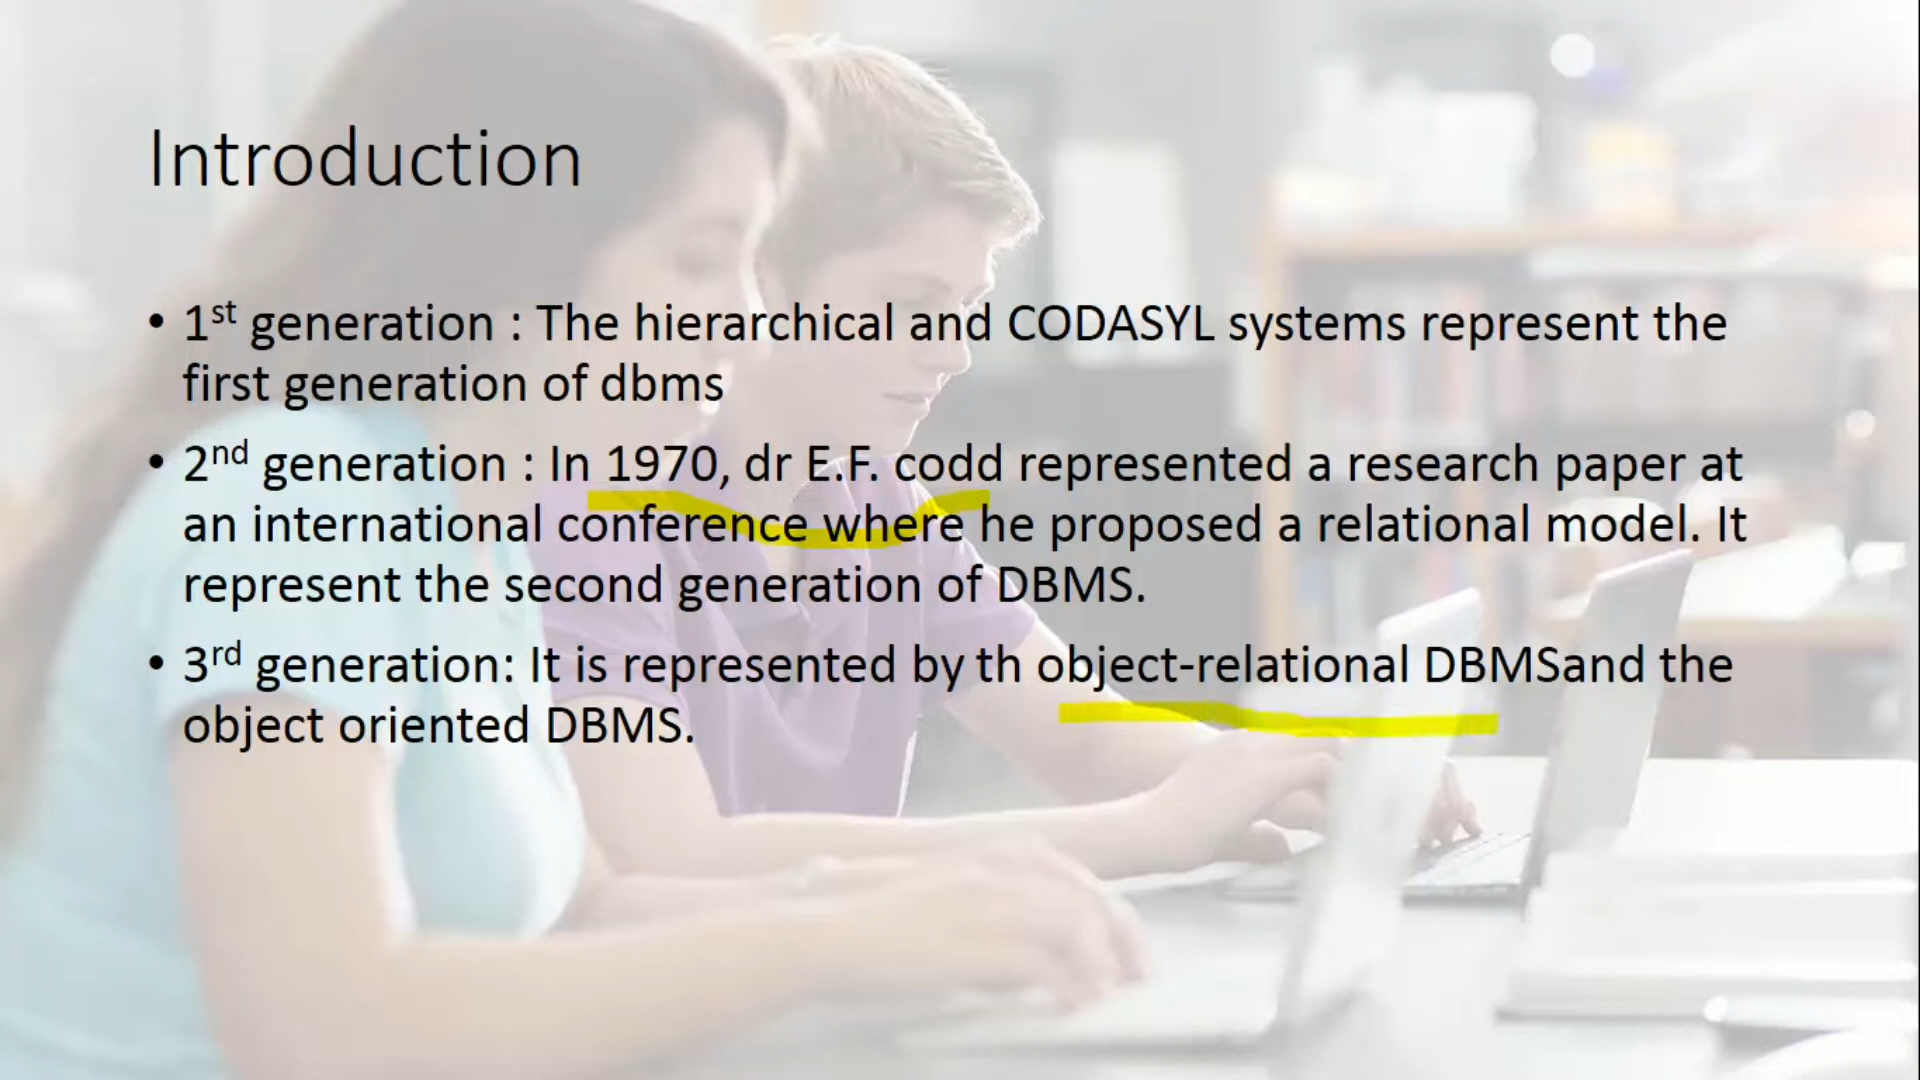 Introduction
• 1st generation : The hierarchical and CODASYL systems represent the
first generation of dbms
• 2nd generation : In 1970, dr E.F. codd represented a research paper at
an international conference where he proposed a relational model. It
represent the second generation of DBMS.
• 3rd generation: It is represented by th object-relational DBMSand the
object oriented DBMS.